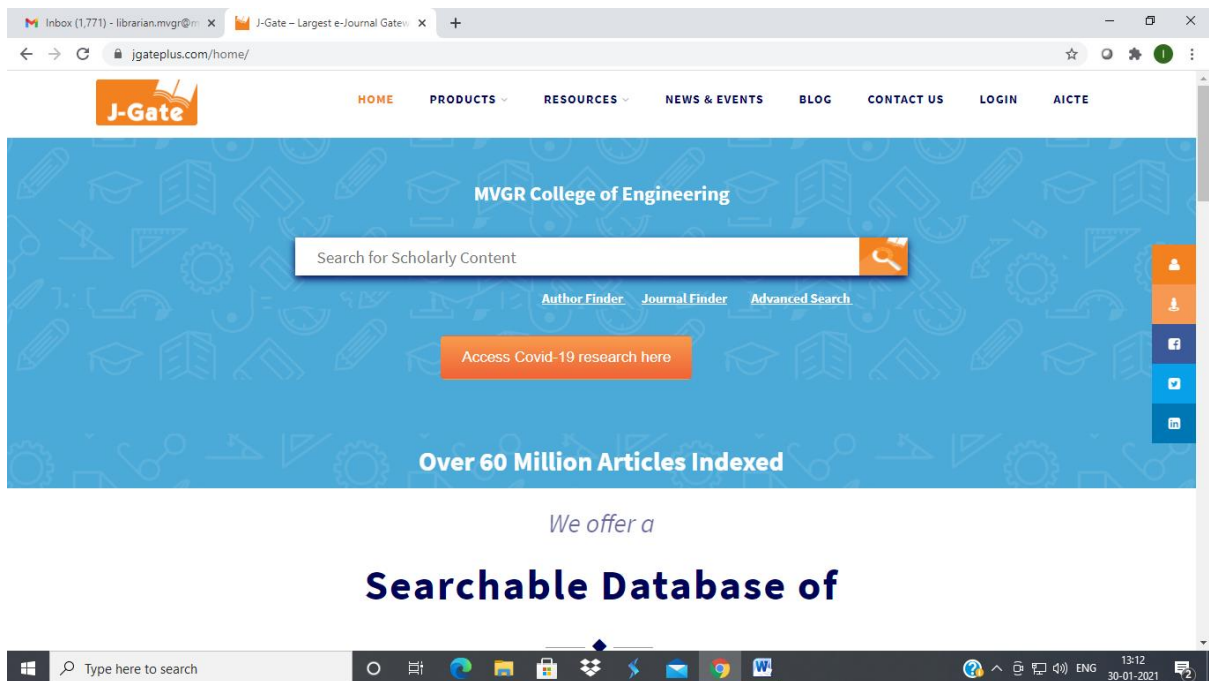 Inbox (1,771) - librarian.mvgr@m
J-Gate – Largest e-Journal Gatew
jgateplus.com/home/
I
J-Gate
HOME PRODUCTS RESOURCES NEWS & EVENTS BLOG CONTACT US LOGIN AICTE
MVGR College of Engineering
Search for Scholarly Content
Author Finder Journal Finder Advanced Search
Access Covid-19 research here
Over 60 Million Articles Indexed
We offer a
Searchable Database of
Type here to search
ENG
13:12
30-01-2021
2